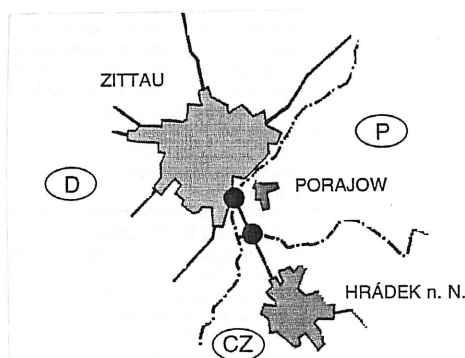 ZITTAU
P
D
PORAJOW
HRÁDEK n. N.
CZ